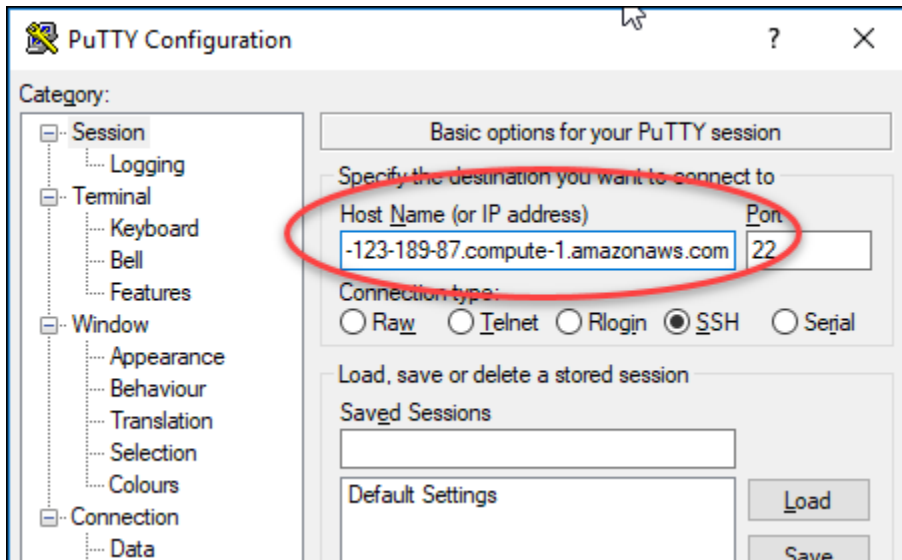 PuTTY Configuration
?
Category:
Session
Logging
Terminal
Keyboard
Bell
Features
Window
Appearance
Behaviour
Translation
Selection
Colours
Connection
Data
Basic options for your PuTTY session
Specify the destination you want to connect to
Host Name (or IP address) Port
-123-189-87.compute-1.amazonaws.com 22
Connection type:
Raw Telnet Rlogin SSH Serial
Load, save or delete a stored session
Saved Sessions
Default Settings
Load
Save